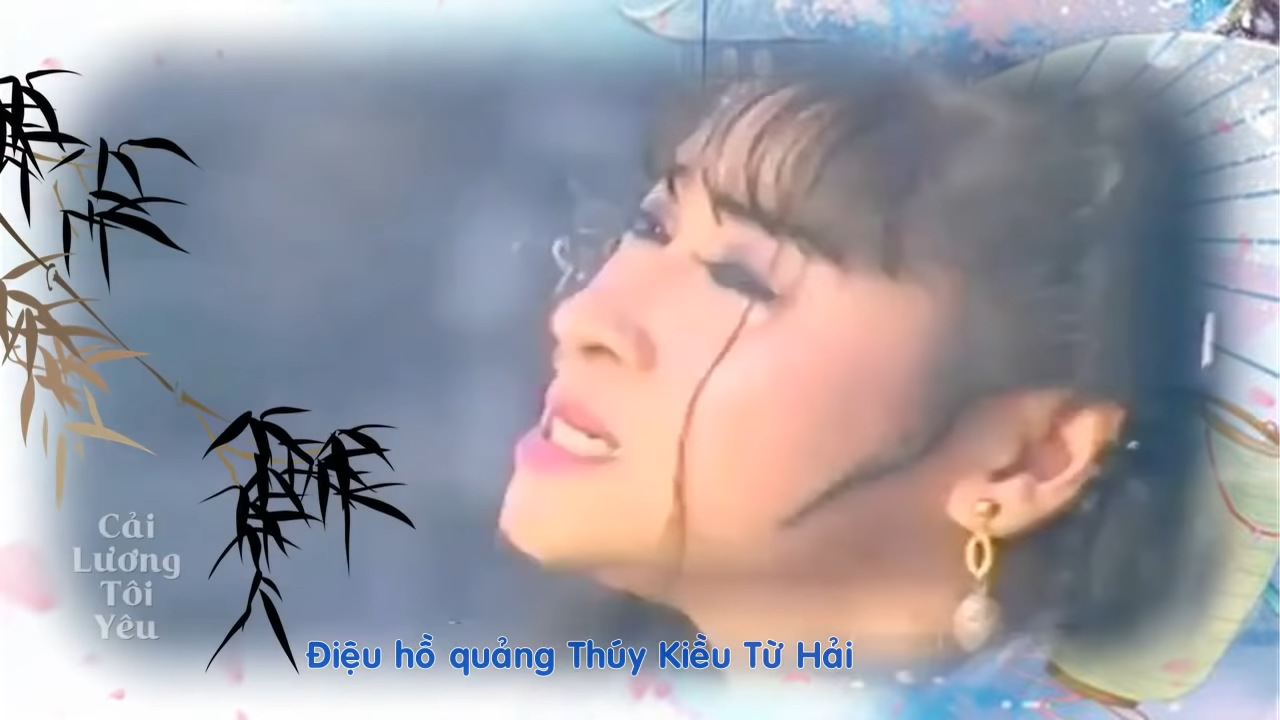 Cải
Lương
Tôi
Yêu
Điệu hồ quảng Thúy Kiều Từ Hải